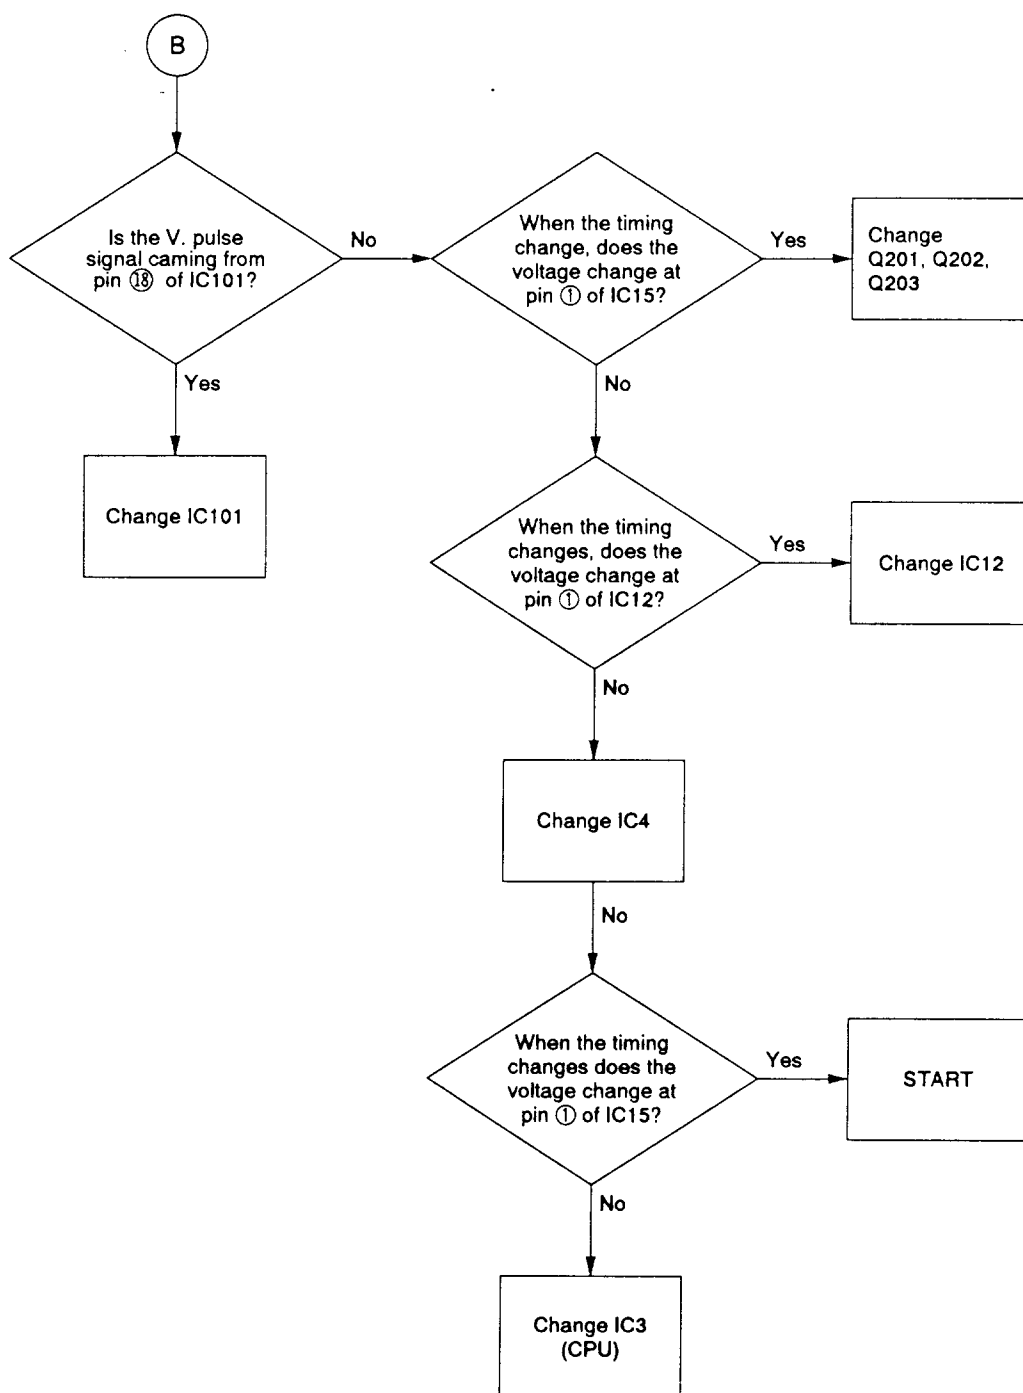 B
Is the V. pulse
signal caming from
pin ⑱ of IC101?
No
When the timing
change, does the
voltage change at
pin ① of IC15?
Yes
Change
Q201, Q202,
Q203
Yes
No
Change IC101
When the timing
changes, does the
voltage change at
pin ① of IC12?
Yes
Change IC12
No
Change IC4
No
When the timing
changes does the
voltage change at
pin ① of IC15?
Yes
START
No
Change IC3
(CPU)